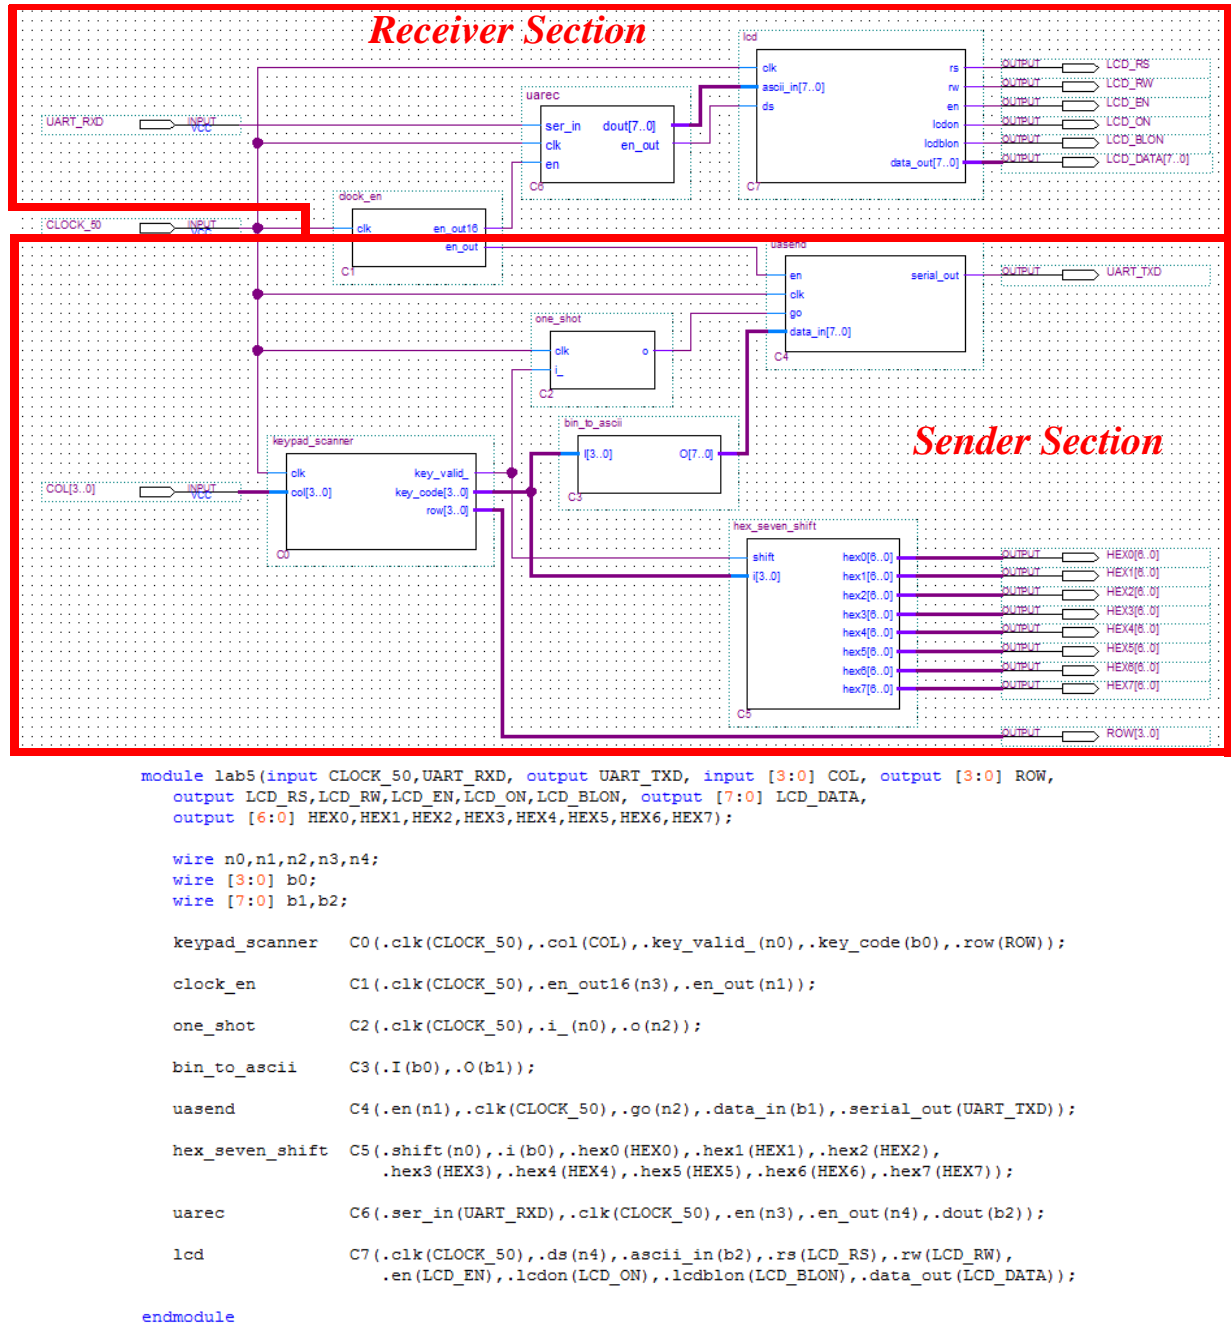 Receiver Section
lcd
clk
rs
LCD_RS
ascii_in[7..0]
rw
LCD_RW
ds
en
LCD_EN
lcdon
LCD_ON
lcdblon
LCD_BLON
data_out[7..0]
LCD_DATA[7..0]
C7
OUTPUT
OUTPUT
OUTPUT
OUTPUT
OUTPUT
OUTPUT
uarec
ser_in
dout[7..0]
clk
en_out
en
C6
UART_RXD
INPUT
VCC
CLOCK_50
INPUT
VCC
clock_en
clk
en_out16
en_out
C1
uasend
en
serial_out
clk
go
data_in[7..0]
C4
OUTPUT
UART_TXD
one_shot
clk
o
i_
C2
bin_to_ascii
I[3..0]
O[7..0]
C3
Sender Section
keypad_scanner
clk
key_valid_
col[3..0]
key_code[3..0]
row[3..0]
C0
COL[3..0]
INPUT
VCC
hex_seven_shift
shift
hex0[6..0]
OUTPUT
HEX0[6..0]
i[3..0]
hex1[6..0]
OUTPUT
HEX1[6..0]
hex2[6..0]
OUTPUT
HEX2[6..0]
hex3[6..0]
OUTPUT
HEX3[6..0]
hex4[6..0]
OUTPUT
HEX4[6..0]
hex5[6..0]
OUTPUT
HEX5[6..0]
hex6[6..0]
OUTPUT
HEX6[6..0]
hex7[6..0]
OUTPUT
HEX7[6..0]
C5
OUTPUT
ROW[3..0]
module lab5(input CLOCK_50,UART_RXD, output UART_TXD, input [3:0] COL, output [3:0] ROW,
output LCD_RS,LCD_RW,LCD_EN,LCD_ON,LCD_BLON, output [7:0] LCD_DATA,
output [6:0] HEX0,HEX1,HEX2,HEX3,HEX4,HEX5,HEX6,HEX7);
wire n0,n1,n2,n3,n4;
wire [3:0] b0;
wire [7:0] b1,b2;
keypad_scanner C0(.clk(CLOCK_50),.col(COL),.key_valid_(n0),.key_code(b0),.row(ROW));
clock_en C1(.clk(CLOCK_50),.en_out16(n3),.en_out(n1));
one_shot C2(.clk(CLOCK_50),.i_(n0),.o(n2));
bin_to_ascii C3(.I(b0),.O(b1));
uasend C4(.en(n1),.clk(CLOCK_50),.go(n2),.data_in(b1),.serial_out(UART_TXD));
hex_seven_shift C5(.shift(n0),.i(b0),.hex0(HEX0),.hex1(HEX1),.hex2(HEX2),
.hex3(HEX3),.hex4(HEX4),.hex5(HEX5),.hex6(HEX6),.hex7(HEX7));
uarec C6(.ser_in(UART_RXD),.clk(CLOCK_50),.en(n3),.en_out(n4),.dout(b2));
lcd C7(.clk(CLOCK_50),.ds(n4),.ascii_in(b2),.rs(LCD_RS),.rw(LCD_RW),
.en(LCD_EN),.lcdon(LCD_ON),.lcdblon(LCD_BLON),.data_out(LCD_DATA));
endmodule